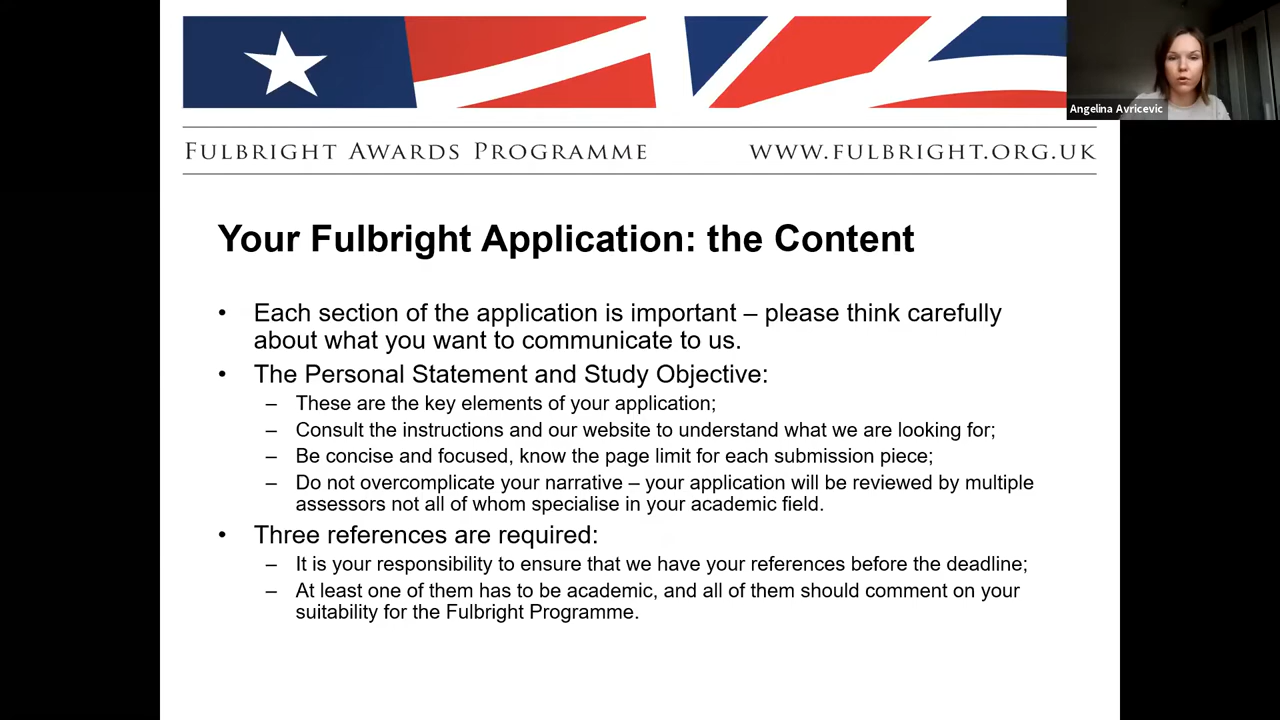 Angelina Avricevic
FULBRIGHT AWARDS PROGRAMME
WWW.FULBRIGHT.ORG.UK
Your Fulbright Application: the Content
• Each section of the application is important – please think carefully
about what you want to communicate to us.
• The Personal Statement and Study Objective:
– These are the key elements of your application;
– Consult the instructions and our website to understand what we are looking for;
– Be concise and focused, know the page limit for each submission piece;
– Do not overcomplicate your narrative – your application will be reviewed by multiple
assessors not all of whom specialise in your academic field.
• Three references are required:
– It is your responsibility to ensure that we have your references before the deadline;
– At least one of them has to be academic, and all of them should comment on your
suitability for the Fulbright Programme.